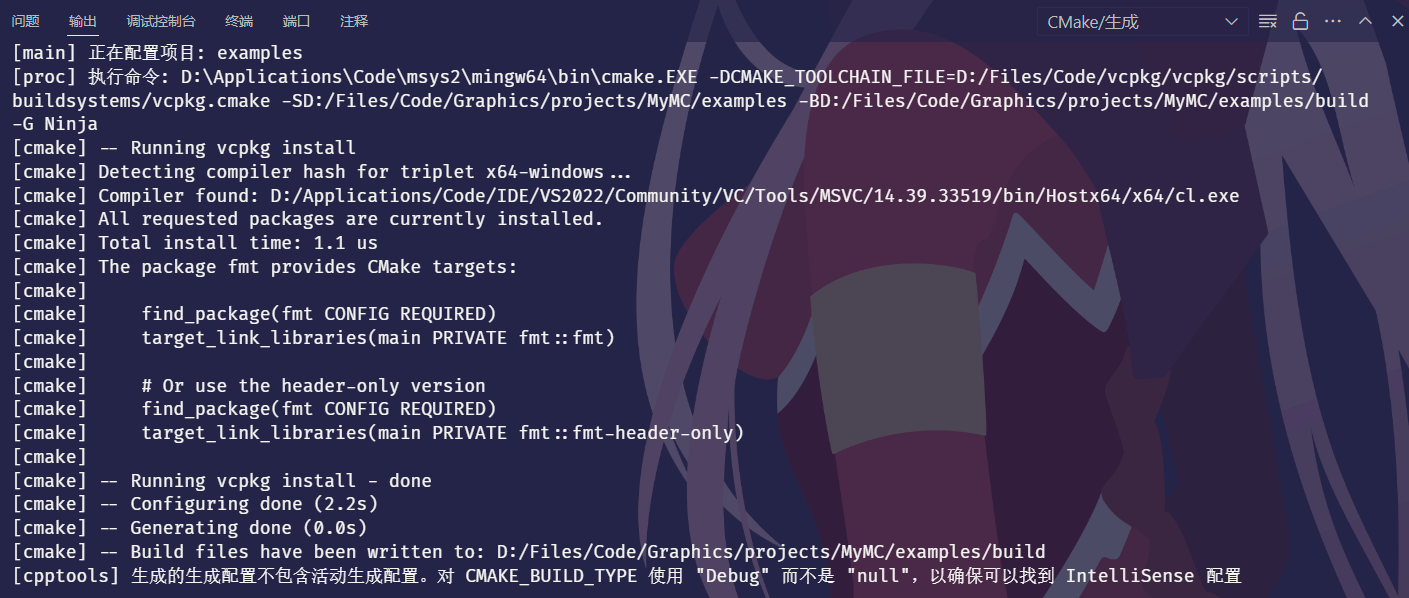 问题 输出 调试控制台 终端 端口 注释 CMake/生成
[main] 正在配置项目: examples
[proc] 执行命令: D:\Applications\Code\msys2\mingw64\bin\cmake.EXE -DCMAKE_TOOLCHAIN_FILE=D:/Files/Code/vcpkg/vcpkg/scripts/
buildsystems/vcpkg.cmake -SD:/Files/Code/Graphics/projects/MyMC/examples -BD:/Files/Code/Graphics/projects/MyMC/examples/build
-G Ninja
[cmake] -- Running vcpkg install
[cmake] Detecting compiler hash for triplet x64-windows...
[cmake] Compiler found: D:/Applications/Code/IDE/VS2022/Community/VC/Tools/MSVC/14.39.33519/bin/Hostx64/x64/cl.exe
[cmake] All requested packages are currently installed.
[cmake] Total install time: 1.1 us
[cmake] The package fmt provides CMake targets:
[cmake]
[cmake]     find_package(fmt CONFIG REQUIRED)
[cmake]     target_link_libraries(main PRIVATE fmt::fmt)
[cmake]
[cmake]     # Or use the header-only version
[cmake]     find_package(fmt CONFIG REQUIRED)
[cmake]     target_link_libraries(main PRIVATE fmt::fmt-header-only)
[cmake]
[cmake] -- Running vcpkg install - done
[cmake] -- Configuring done (2.2s)
[cmake] -- Generating done (0.0s)
[cmake] -- Build files have been written to: D:/Files/Code/Graphics/projects/MyMC/examples/build
[cpptools] 生成的生成配置不包含活动生成配置。对 CMAKE_BUILD_TYPE 使用 "Debug" 而不是 "null"，以确保可以找到 IntelliSense 配置